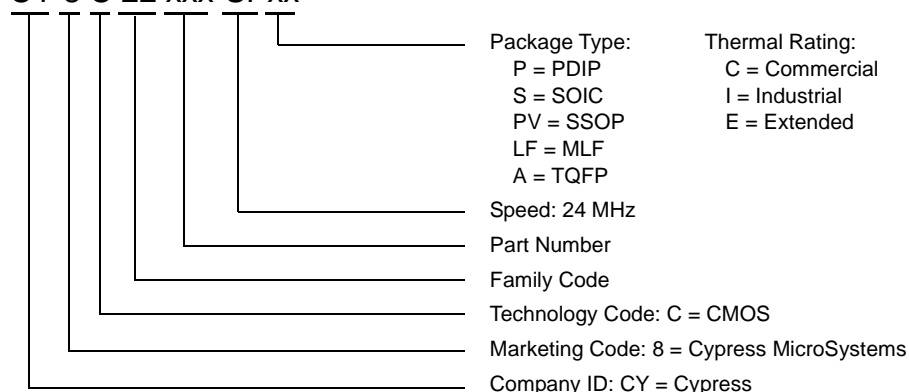 Package Type: Thermal Rating:
P = PDIP C = Commercial
S = SOIC I = Industrial
PV = SSOP E = Extended
LF = MLF
A = TQFP
Speed: 24 MHz
Part Number
Family Code
Technology Code: C = CMOS
Marketing Code: 8 = Cypress MicroSystems
Company ID: CY = Cypress